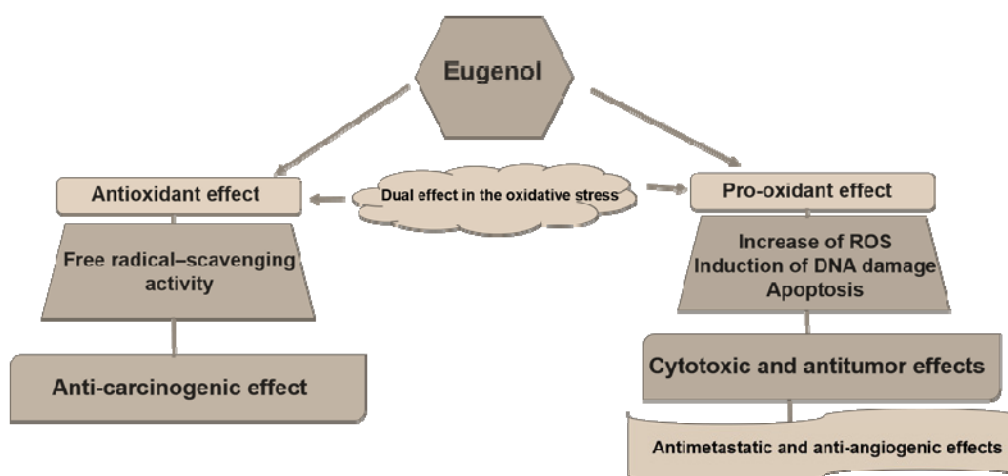 Eugenol
Antioxidant effect
Dual effect in the oxidative stress
Pro-oxidant effect
Free radical–scavenging
activity
Increase of ROS
Induction of DNA damage
Apoptosis
Anti-carcinogenic effect
Cytotoxic and antitumor effects
Antimetastatic and anti-angiogenic effects